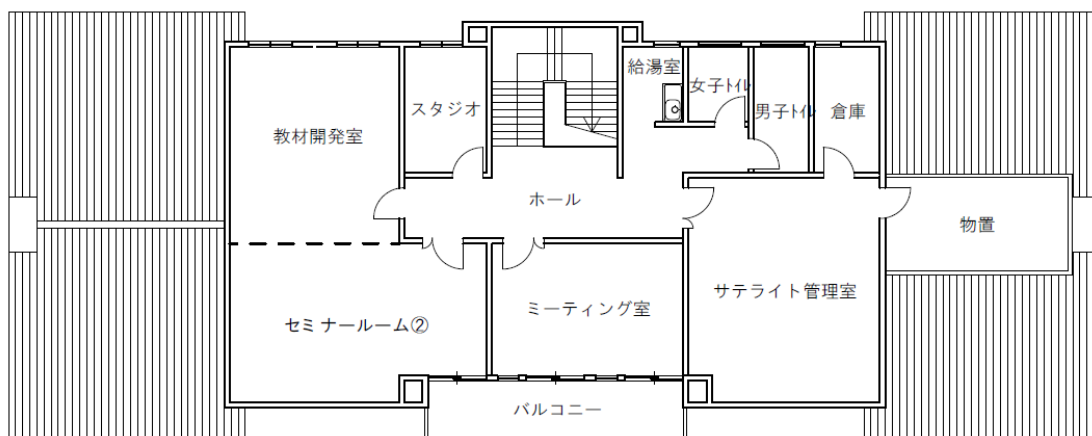 給湯室
女子ﾄｲﾚ
スタジオ
男子ﾄｲﾚ
倉庫
教材開発室
ホール
物置
サテライト管理室
ミーティング室
セミナールーム②
バルコニー